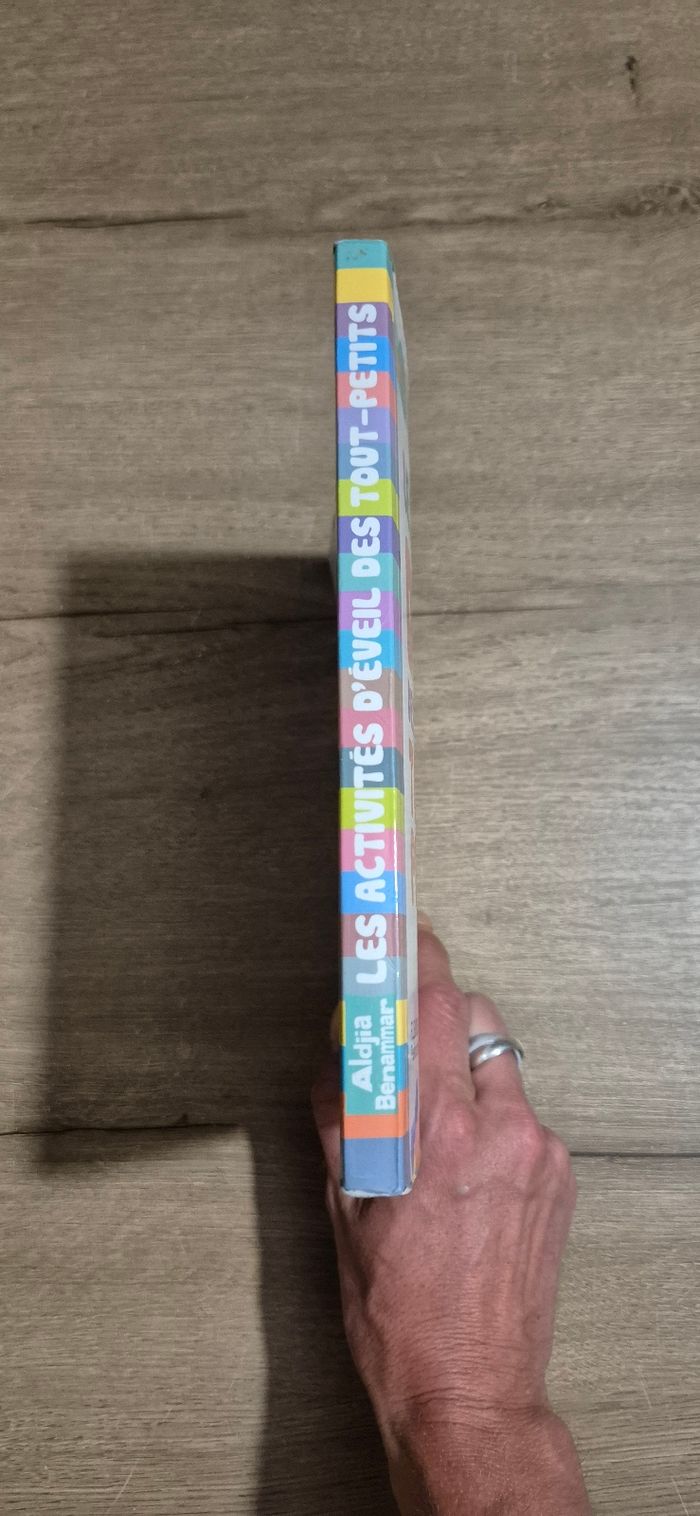 Aldjia
Benammar
LES ACTIVITÉS D'ÉVEIL DES TOUT-PETITS